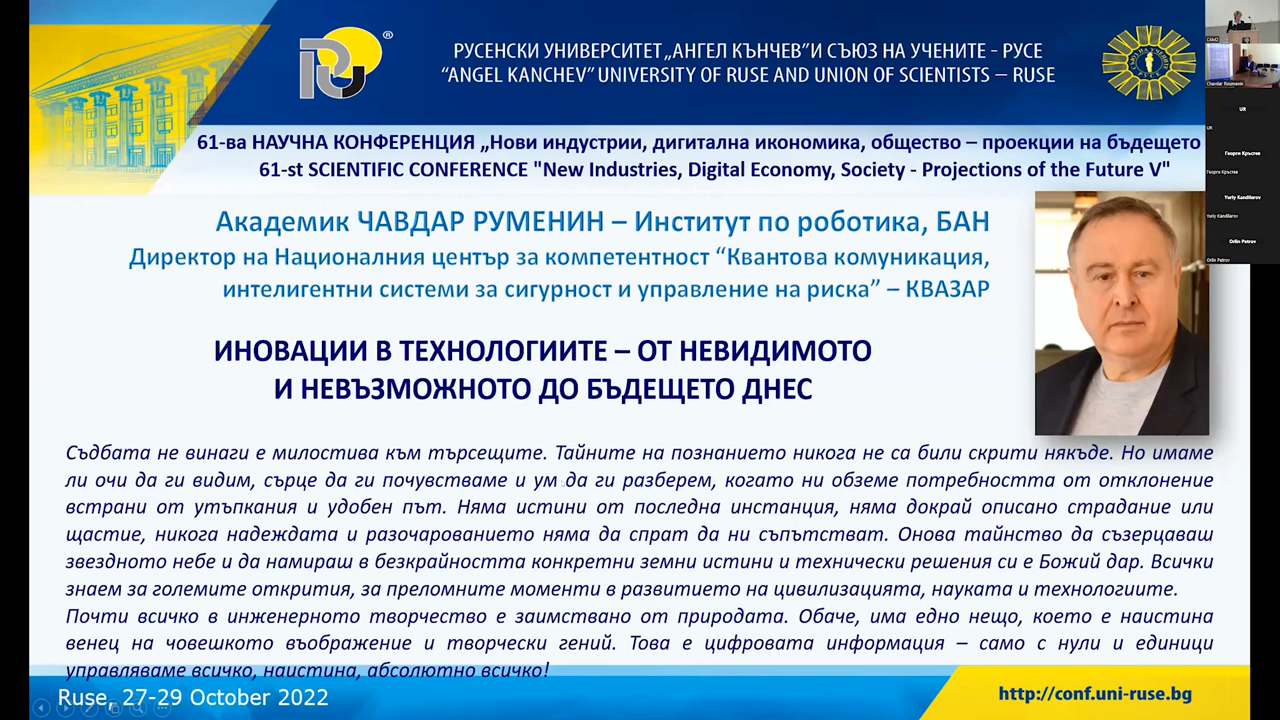 ®
РУСЕНСКИ УНИВЕРСИТЕТ „АНГЕЛ КЪНЧЕВ” И СЪЮЗ НА УЧЕНИТЕ - РУСЕ
“ANGEL KANCHEV” UNIVERSITY OF RUSE AND UNION OF SCIENTISTS – RUSE
61-ва НАУЧНА КОНФЕРЕНЦИЯ „Нови индустрии, дигитална икономика, общество – проекции на бъдещето
61-st SCIENTIFIC CONFERENCE "New Industries, Digital Economy, Society - Projections of the Future V"
Академик ЧАВДАР РУМЕНИН – Институт по роботика, БАН
Директор на Националния център за компетентност “Квантова комуникация,
интелигентни системи за сигурност и управление на риска” – КВАЗАР
ИНОВАЦИИ В ТЕХНОЛОГИИТЕ – ОТ НЕВИДИМОТО
И НЕВЪЗМОЖНОТО ДО БЪДЕЩЕТО ДНЕС
Съдбата не винаги е милостива към търсещите. Тайните на познанието никога не са били скрити някъде. Но имаме
ли очи да ги видим, сърце да ги почувстваме и ум да ги разберем, когато ни обземе потребността от отклонение
встрани от утъпкания и удобен път. Няма истини от последна инстанция, няма докрай описано страдание или
щастие, никога надеждата и разочарованието няма да спрат да ни съпътстват. Онова тайнство да съзерцаваш
звездното небе и да намираш в безкрайността конкретни земни истини и технически решения си е Божий дар. Всички
знаем за големите открития, за преломните моменти в развитието на цивилизацията, науката и технологиите.
Почти всичко в инженерното творчество е заимствано от природата. Обаче, има едно нещо, което е наистина
венец на човешкото въображение и творчески гений. Това е цифровата информация – само с нули и единици
управляваме всичко, наистина, абсолютно всичко!
Ruse, 27-29 October 2022
http://conf.uni-ruse.bg
Chavdar Roumenin
UR
UR
Георги Кръстев
Георги Кръстев
Yuriy Kandilarov
Yuriy Kandilarov
Orlin Petrov
Orlin Petrov